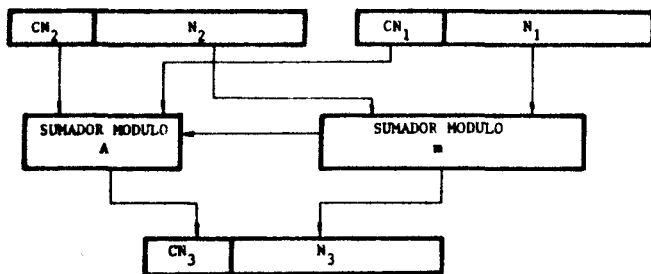 CN₂ N₂ CN₁ N₁
SUMADOR MODULO
A
SUMADOR MODULO
m
CN₃ N₃